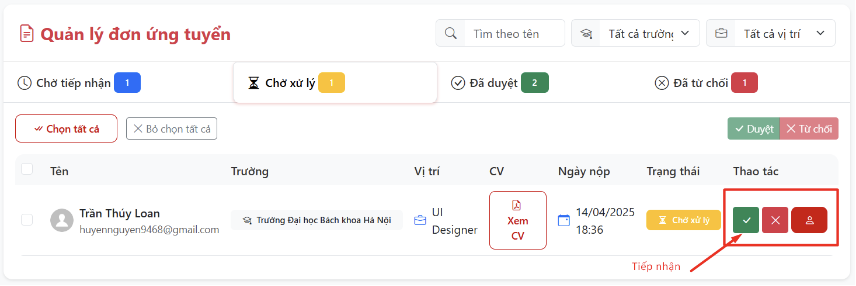 Quản lý đơn ứng tuyển
Tìm theo tên
Tất cả trường
Tất cả vị trí
Chờ tiếp nhận 1
Chờ xử lý 1
Đã duyệt 2
Đã từ chối 1
Chọn tất cả
Bỏ chọn tất cả
Duyệt
Từ chối
Tên Trường Vị trí CV Ngày nộp Trạng thái Thao tác
Trần Thúy Loan
huyennguyen9468@gmail.com
Trường Đại học Bách khoa Hà Nội
UI
Designer
Xem
CV
14/04/2025
18:36
Chờ xử lý
Tiếp nhận